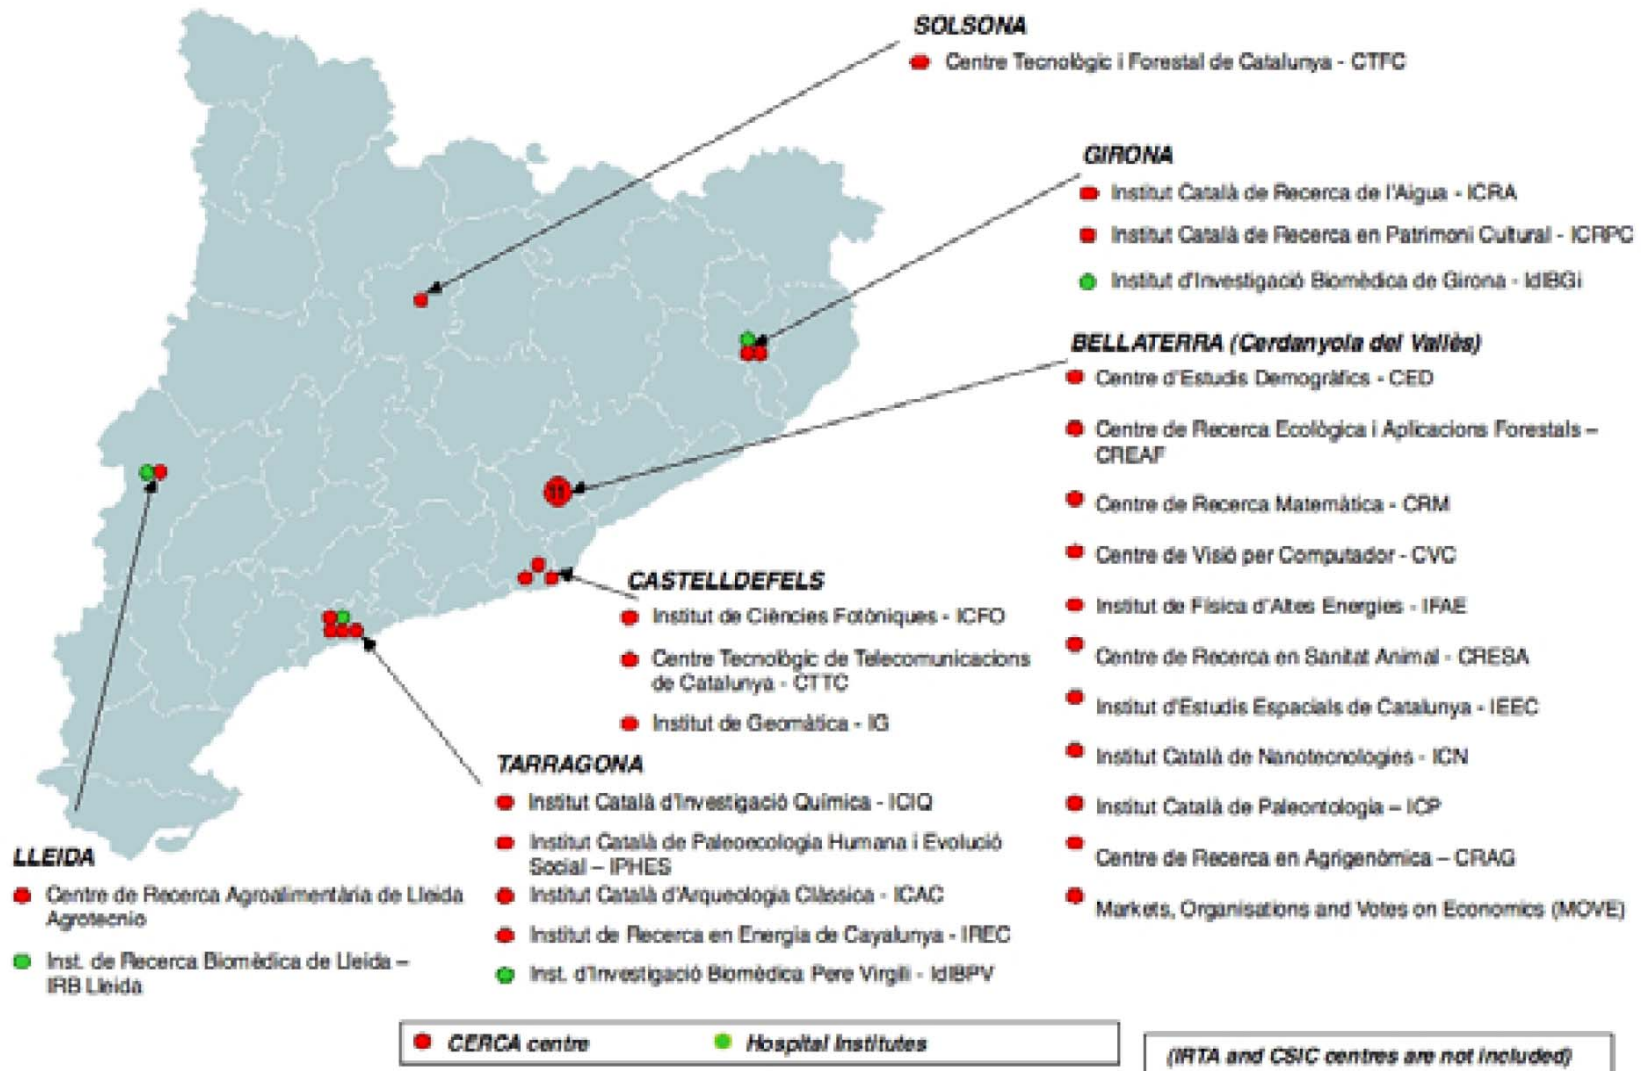 SOLSONA
Centre Tecnològic i Forestal de Catalunya - CTFC
GIRONA
Institut Català de Recerca de l'Aigua - ICRA
Institut Català de Recerca en Patrimoni Cultural - ICRPC
Institut d'Investigació Biomèdica de Girona - IdIBGi
BELLATERRA (Cerdanyola del Vallès)
Centre d'Estudis Demogràfics - CED
Centre de Recerca Ecològica i Aplicacions Forestals –
CREAF
Centre de Recerca Matemàtica - CRM
Centre de Visió per Computador - CVC
Institut de Física d'Altes Energies - IFAE
Centre de Recerca en Sanitat Animal - CRESA
Institut d'Estudis Espacials de Catalunya - IEEC
Institut Català de Nanotecnologies - ICN
Institut Català de Paleontologia – ICP
Centre de Recerca en Agrigenòmica – CRAG
Markets, Organisations and Votes on Economics (MOVE)
11
CASTELLDEFELS
Institut de Ciències Fotòniques - ICFO
Centre Tecnològic de Telecomunicacions
de Catalunya - CTTC
Institut de Geomàtica - IG
TARRAGONA
Institut Català d'Investigació Química - ICIQ
Institut Català de Paleoecologia Humana i Evolució
Social – IPHES
Institut Català d'Arqueologia Clàssica - ICAC
Institut de Recerca en Energia de Cayalunya - IREC
Inst. d'Investigació Biomèdica Pere Virgili - IdIBPV
LLEIDA
Centre de Recerca Agroalimentària de Lleida
Agrotecnio
Inst. de Recerca Biomèdica de Lleida –
IRB Lleida
CERCA centre
Hospital Institutes
(IRTA and CSIC centres are not included)